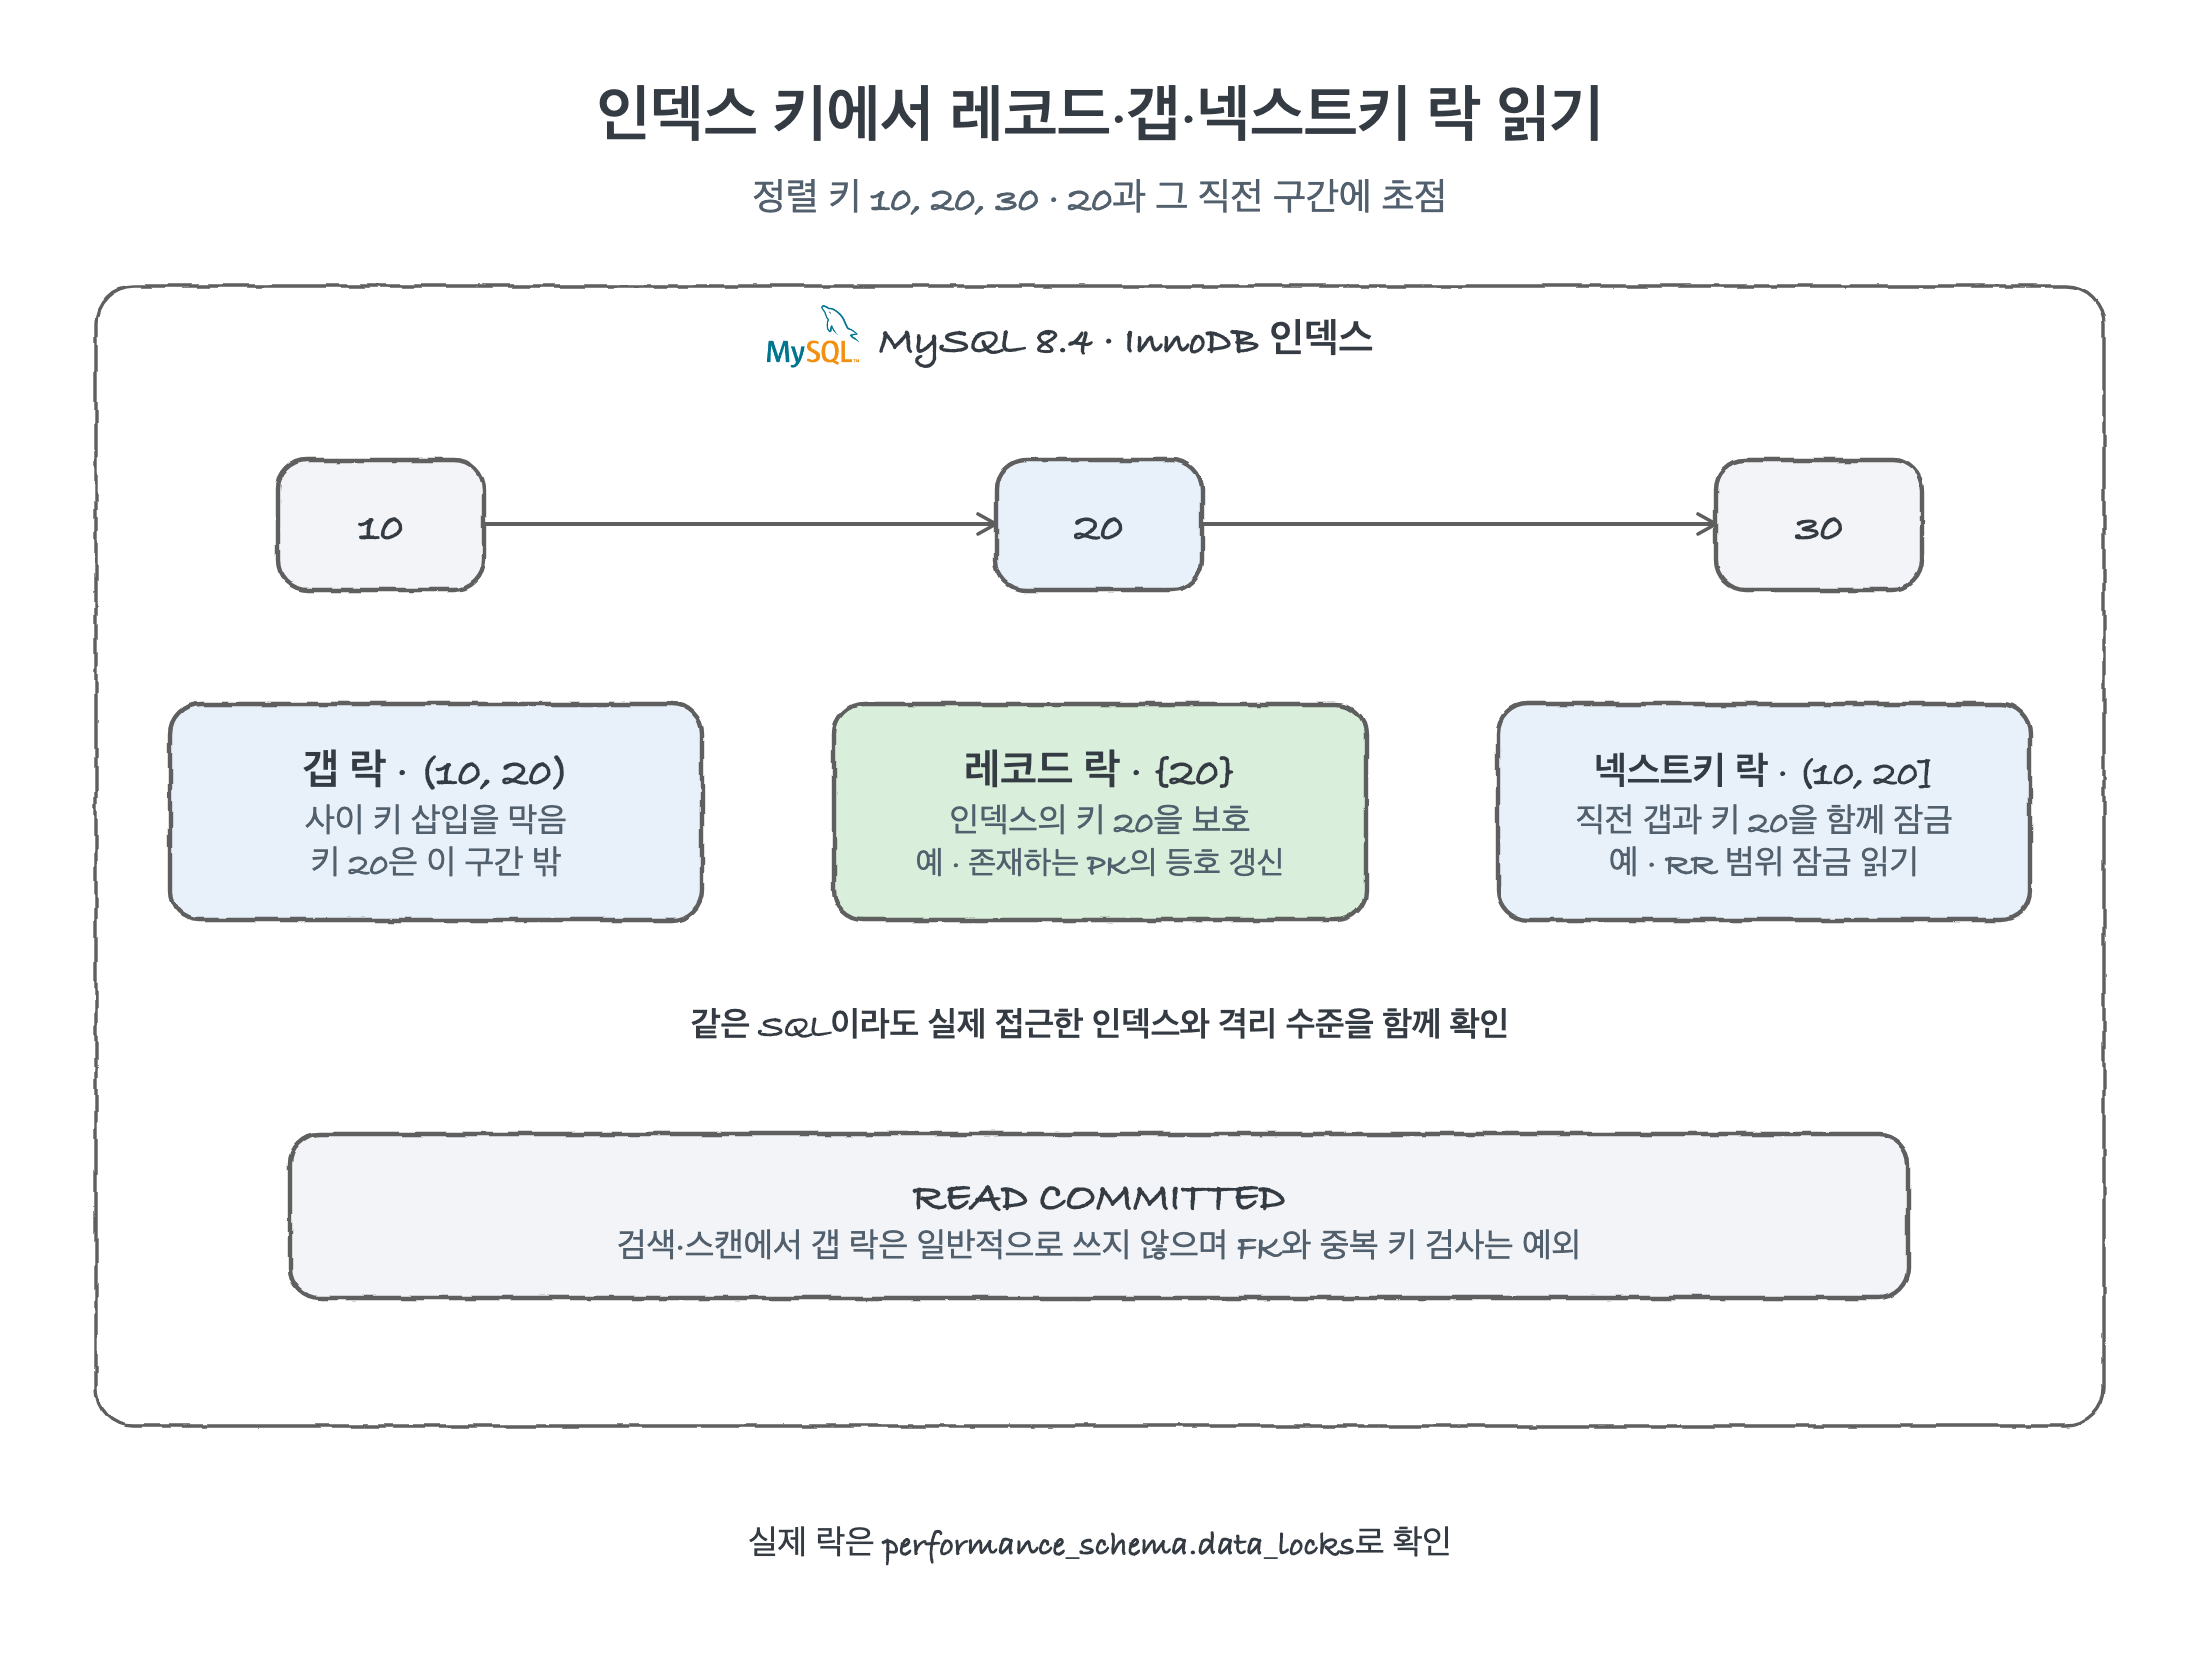 인덱스 키에서 레코드·갭·넥스트키 락 읽기
정렬 키 10, 20, 30 · 20과 그 직전 구간에 초점
MySQL™ MySQL 8.4 · InnoDB 인덱스
10
20
30
갭 락 · (10, 20)
사이 키 삽입을 막음
키 20은 이 구간 밖
레코드 락 · {20}
인덱스의 키 20을 보호
예 · 존재하는 PK의 등호 갱신
넥스트키 락 · (10, 20]
직전 갭과 키 20을 함께 잠금
예 · RR 범위 잠금 읽기
같은 SQL이라도 실제 접근한 인덱스와 격리 수준을 함께 확인
READ COMMITTED
검색·스캔에서 갭 락은 일반적으로 쓰지 않으며 FK와 중복 키 검사는 예외
실제 락은 performance_schema.data_locks로 확인